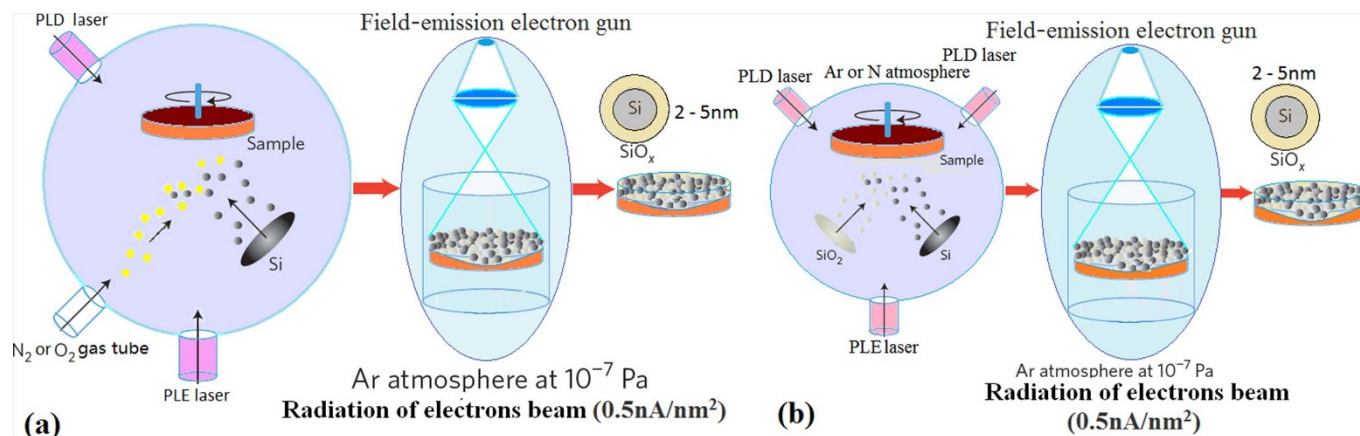 PLD laser
Field-emission electron gun
Si
2 - 5nm
SiOₓ
Sample
Si
N₂ or O₂ gas tube
PLE laser
Ar atmosphere at 10⁻⁷ Pa
Radiation of electrons beam (0.5nA/nm²)
(a)
Field-emission electron gun
PLD laser
Ar or N atmosphere
PLD laser
2 - 5nm
Si
SiOₓ
Sample
SiO₂
Si
PLE laser
Ar atmosphere at 10⁻⁷ Pa
Radiation of electrons beam
(0.5nA/nm²)
(b)